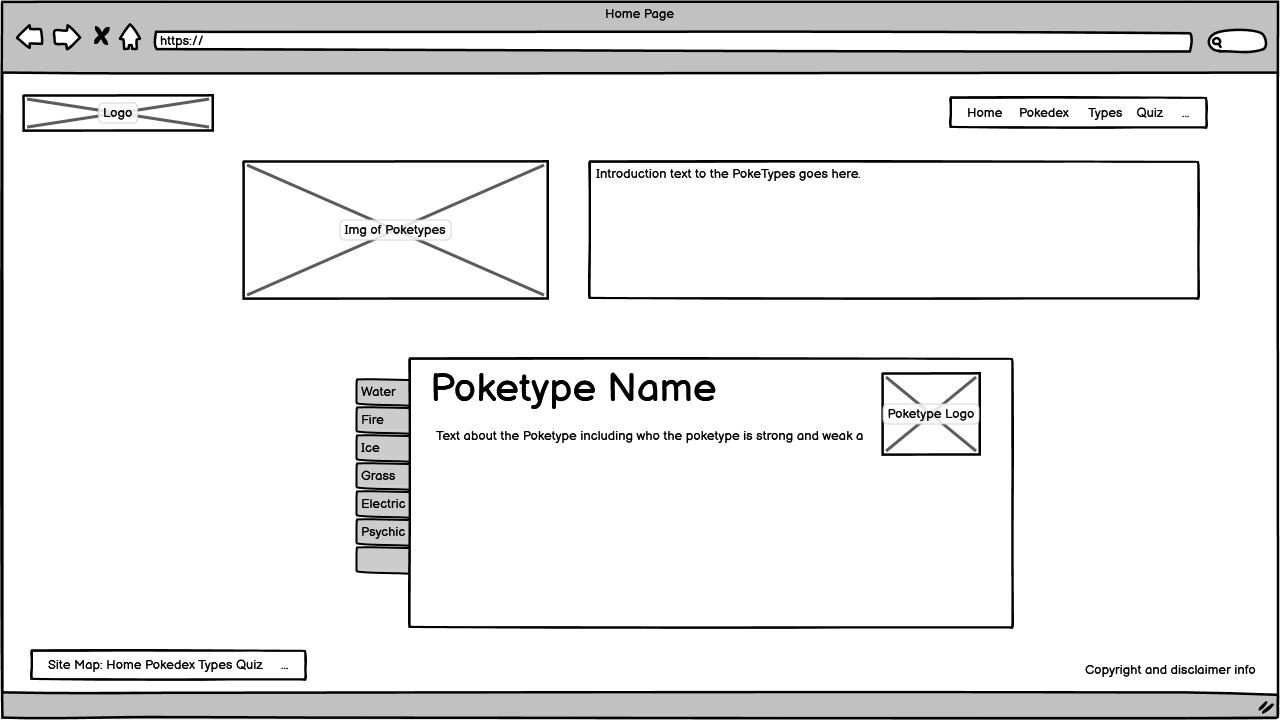 Home Page
https://
Logo
Home Pokedex Types Quiz ...
Img of Poketypes
Introduction text to the PokeTypes goes here.
Poketype Name
Poketype Logo
Text about the Poketype including who the poketype is strong and weak a
Water
Fire
Ice
Grass
Electric
Psychic
Site Map: Home Pokedex Types Quiz ...
Copyright and disclaimer info